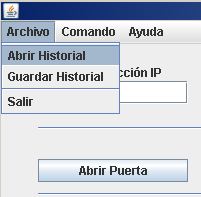 Archivo Comando Ayuda
Abrir Historial
Guardar Historial
Salir
cción IP
Abrir Puerta